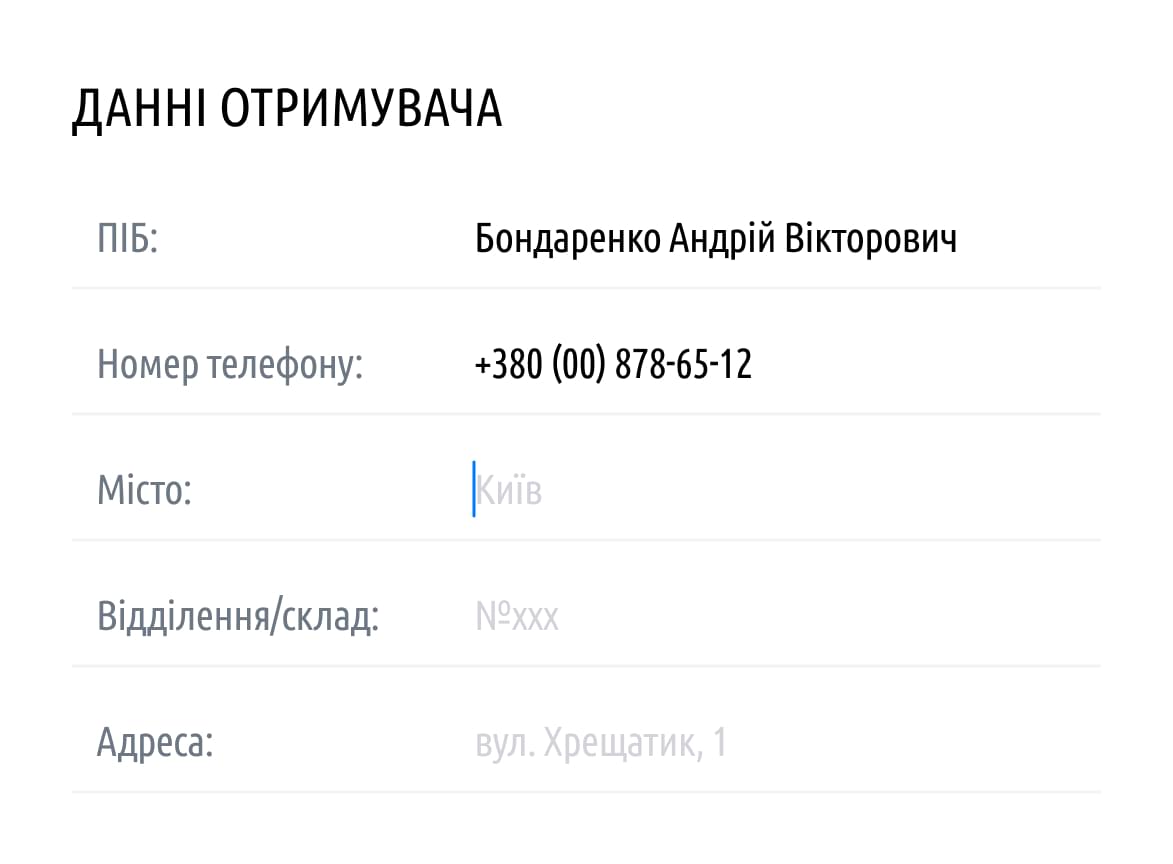 ДАННІ ОТРИМУВАЧА
ПІБ: Бондаренко Андрій Вікторович
Номер телефону: +380 (00) 878-65-12
Місто: Київ
Відділення/склад: №xxx
Адреса: вул. Хрещатик, 1